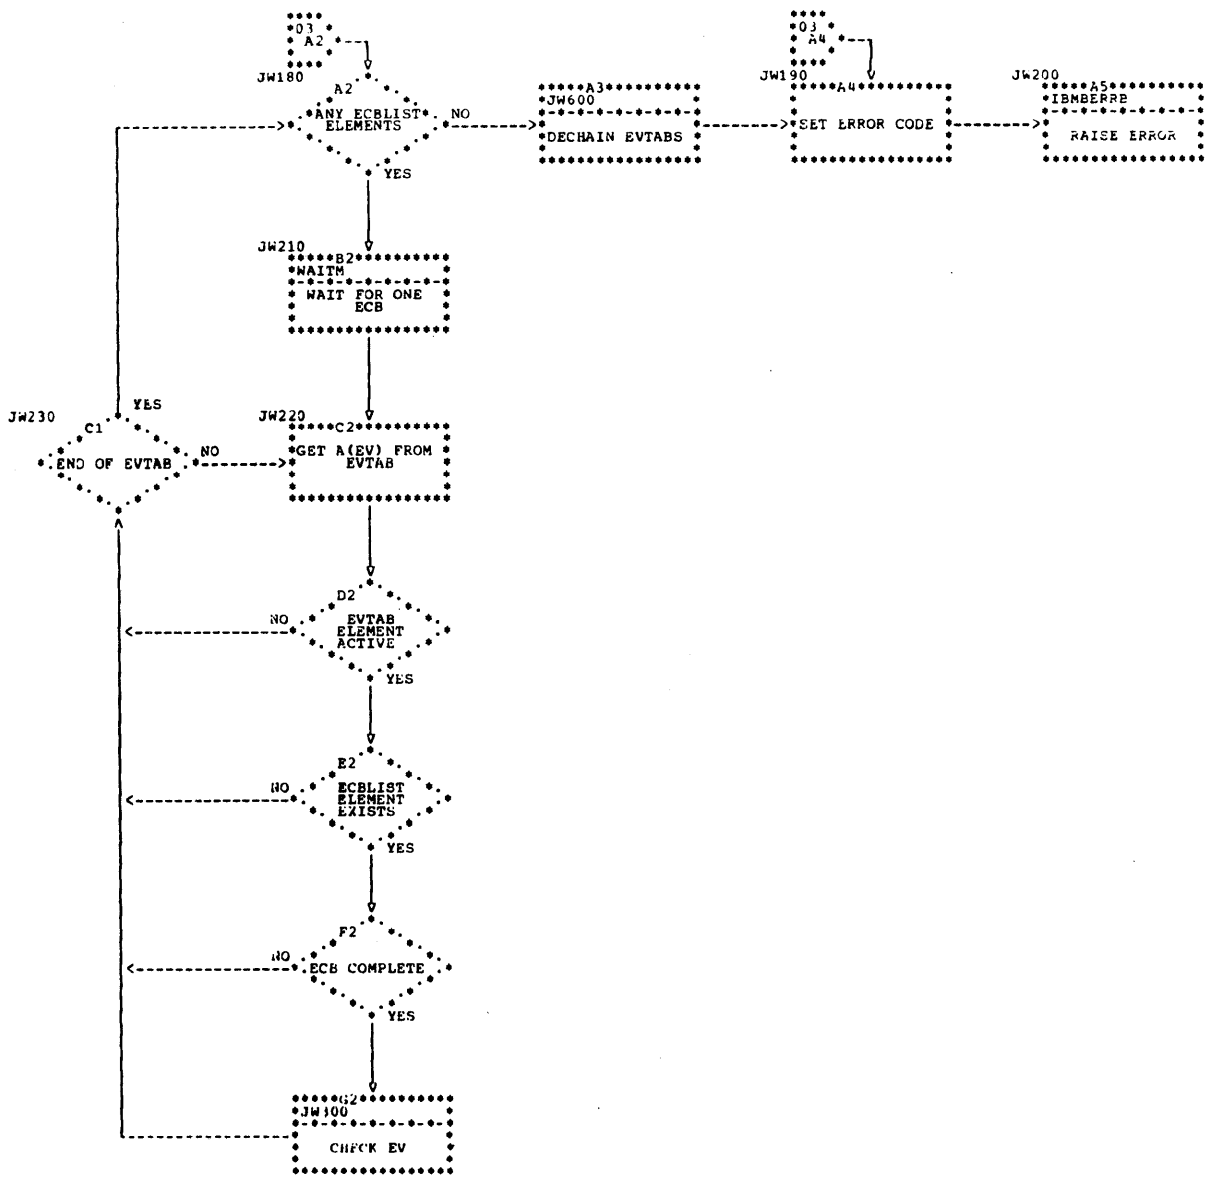 03
A2
03
A4
JW180
JW190
JW200
A2
ANY ECBLIST
ELEMENTS
NO
YES
A3
JW600
DECHAIN EVTABS
A4
SET ERROR CODE
A5
IBMBERRB
RAISE ERROR
JW210
B2
WAITM
WAIT FOR ONE
ECB
JW230
YES
C1
END OF EVTAB
NO
JW220
C2
GET A(EV) FROM
EVTAB
D2
NO
EVTAB
ELEMENT
ACTIVE
YES
E2
NO
ECBLIST
ELEMENT
EXISTS
YES
F2
NO
ECB COMPLETE
YES
G2
JW300
CHECK EV